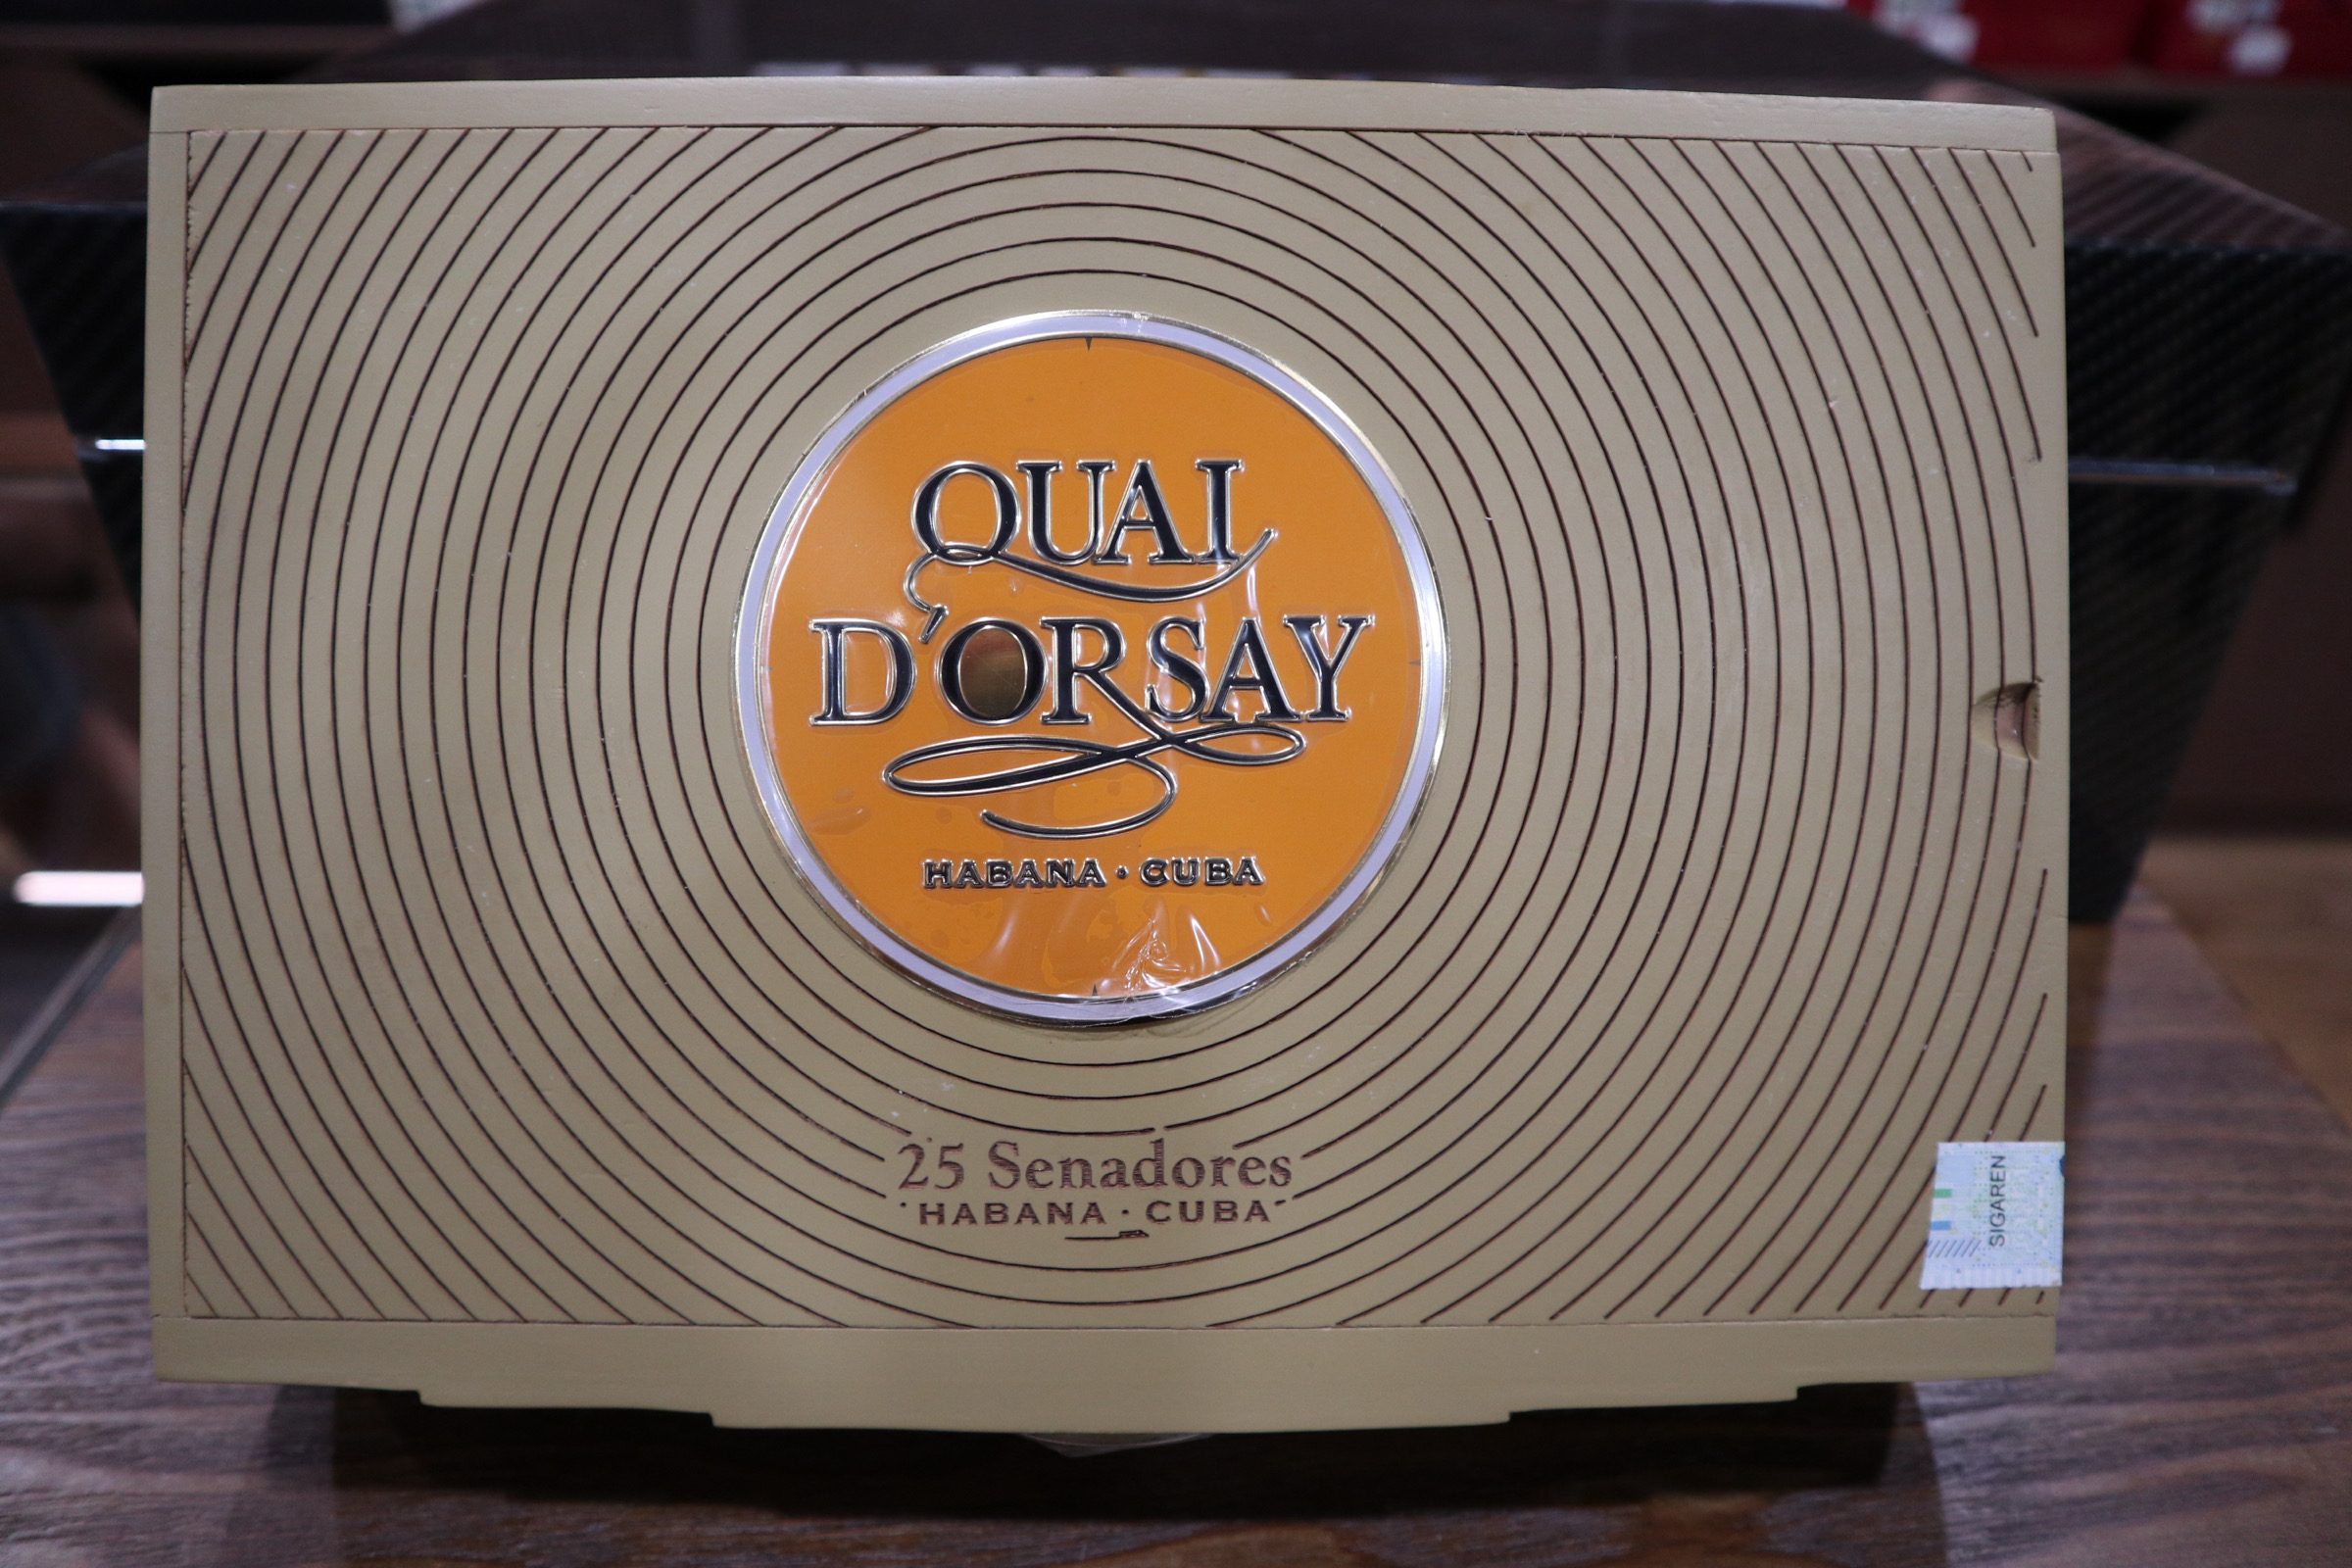 QUAI
D'ORSAY
HABANA · CUBA
25 Senadores
HABANA · CUBA
SIGAREN